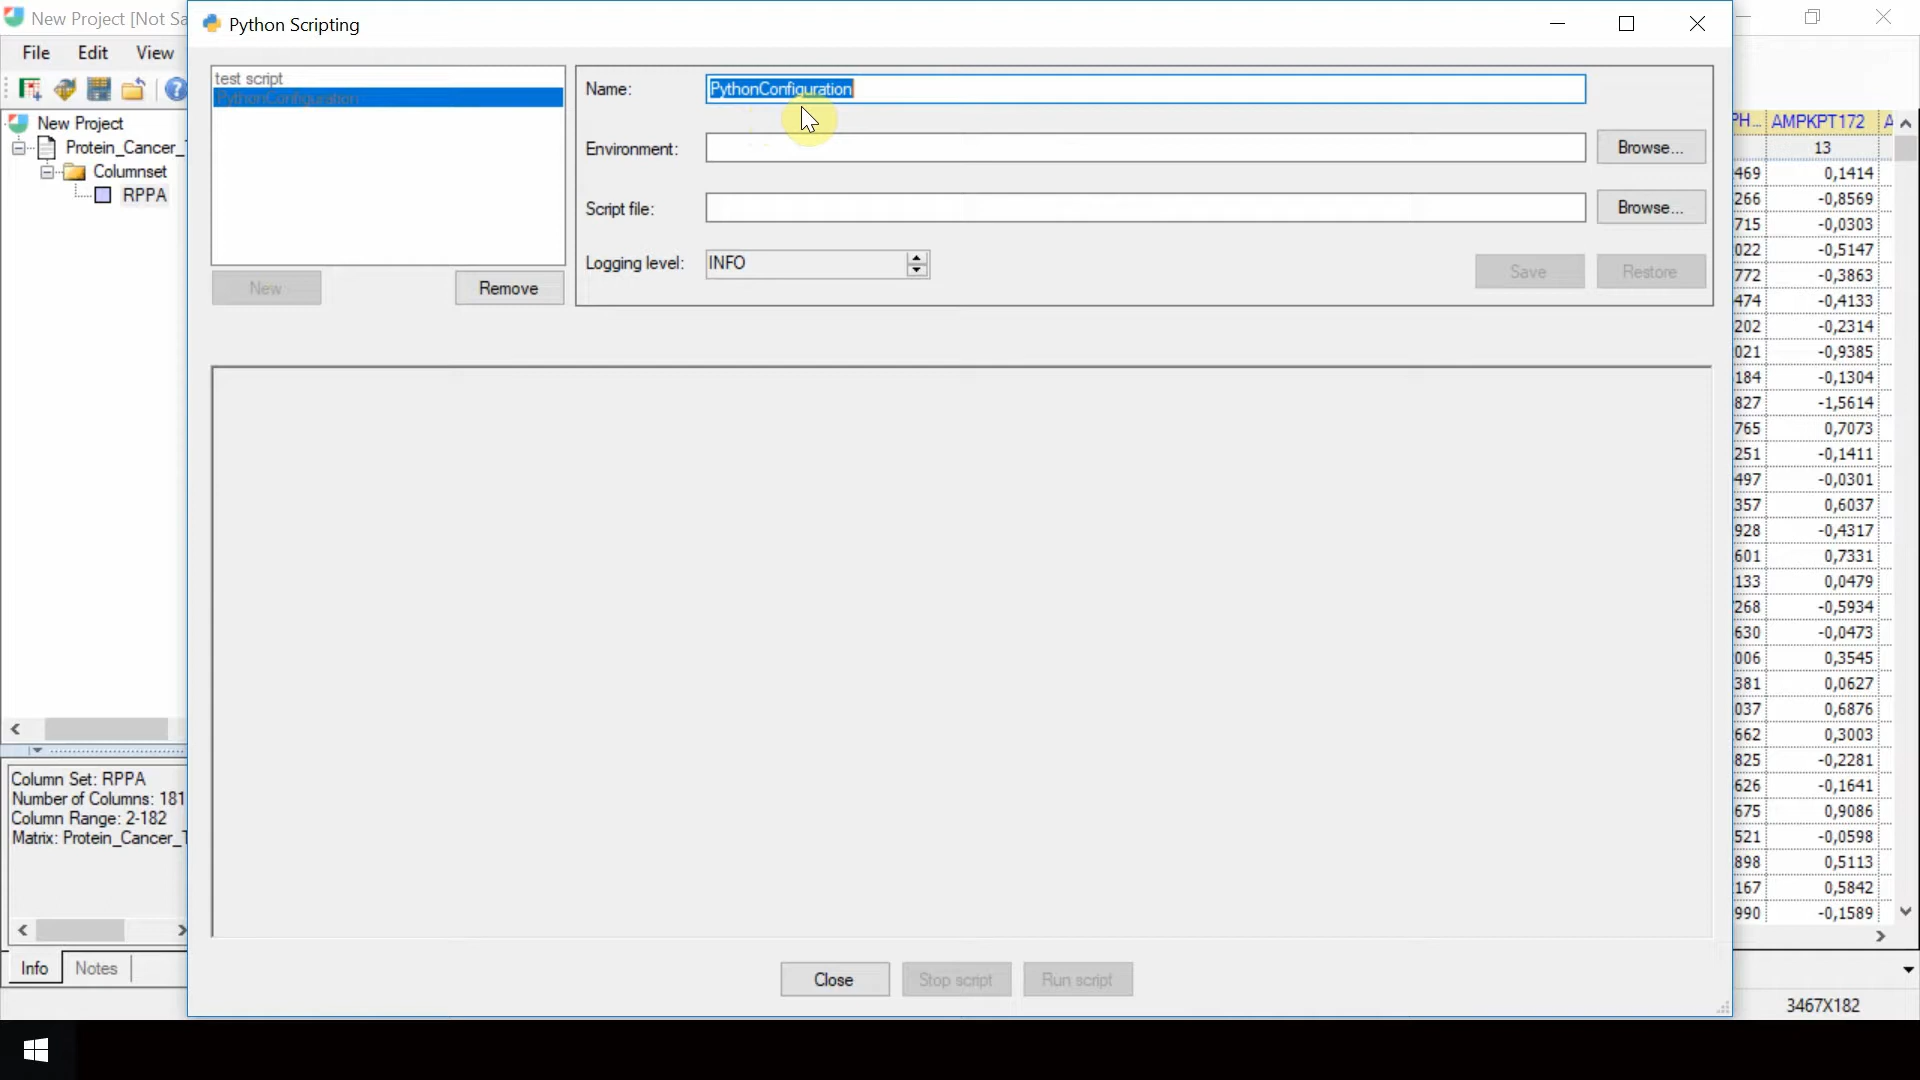 New Project [Not Sa
File Edit View
New Project
Protein_Cancer_
Columnset
RPPA
Column Set: RPPA
Number of Columns: 181
Column Range: 2-182
Matrix: Protein_Cancer_T
Info Notes
Python Scripting
test script
PythonConfiguration
New Remove
Name: PythonConfiguration
Environment: Browse...
Script file: Browse...
Logging level: INFO
Save Restore
Close Stop script Run script
PH... AMPKPT172 A
13
469 0,1414
266 -0,8569
715 -0,0303
022 -0,5147
772 -0,3863
474 -0,4133
202 -0,2314
021 -0,9385
184 -0,1304
827 -1,5614
765 0,7073
251 -0,1411
497 -0,0301
357 0,6037
928 -0,4317
601 0,7331
133 0,0479
268 -0,5934
630 -0,0473
006 0,3545
381 0,0627
037 0,6876
662 0,3003
825 -0,2281
626 -0,1641
675 0,9086
521 -0,0598
898 0,5113
167 0,5842
990 -0,1589
3467X182